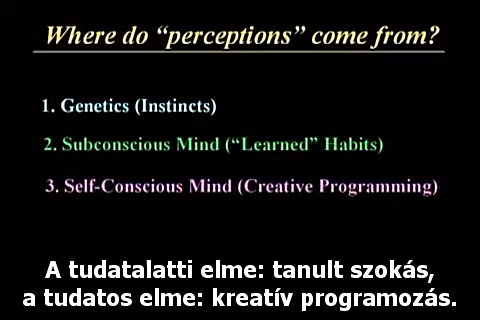 Where do “perceptions” come from?
1. Genetics (Instincts)
2. Subconscious Mind (“Learned” Habits)
3. Self-Conscious Mind (Creative Programming)
A tudatalatti elme: tanult szokás,
a tudatos elme: kreatív programozás.